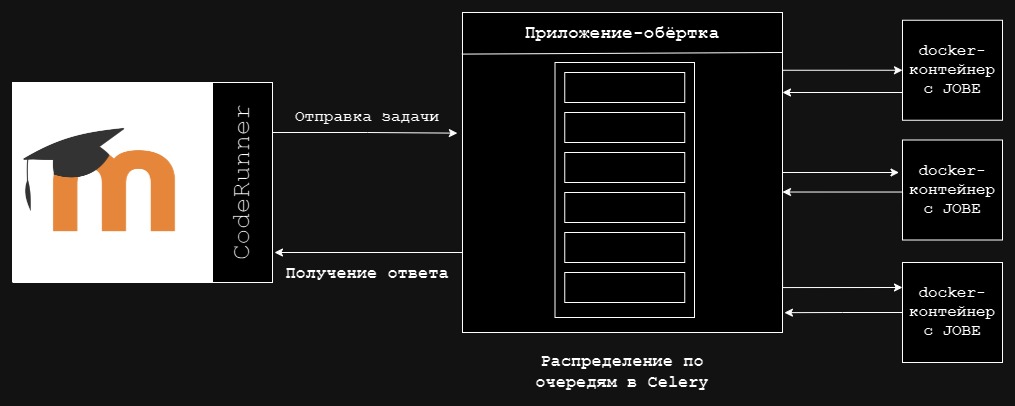 Приложение-обёртка
docker-
контейнер
с JOBE
Отправка задачи
CodeRunner
m
docker-
контейнер
с JOBE
Получение ответа
docker-
контейнер
с JOBE
Распределение по
очередям в Celery